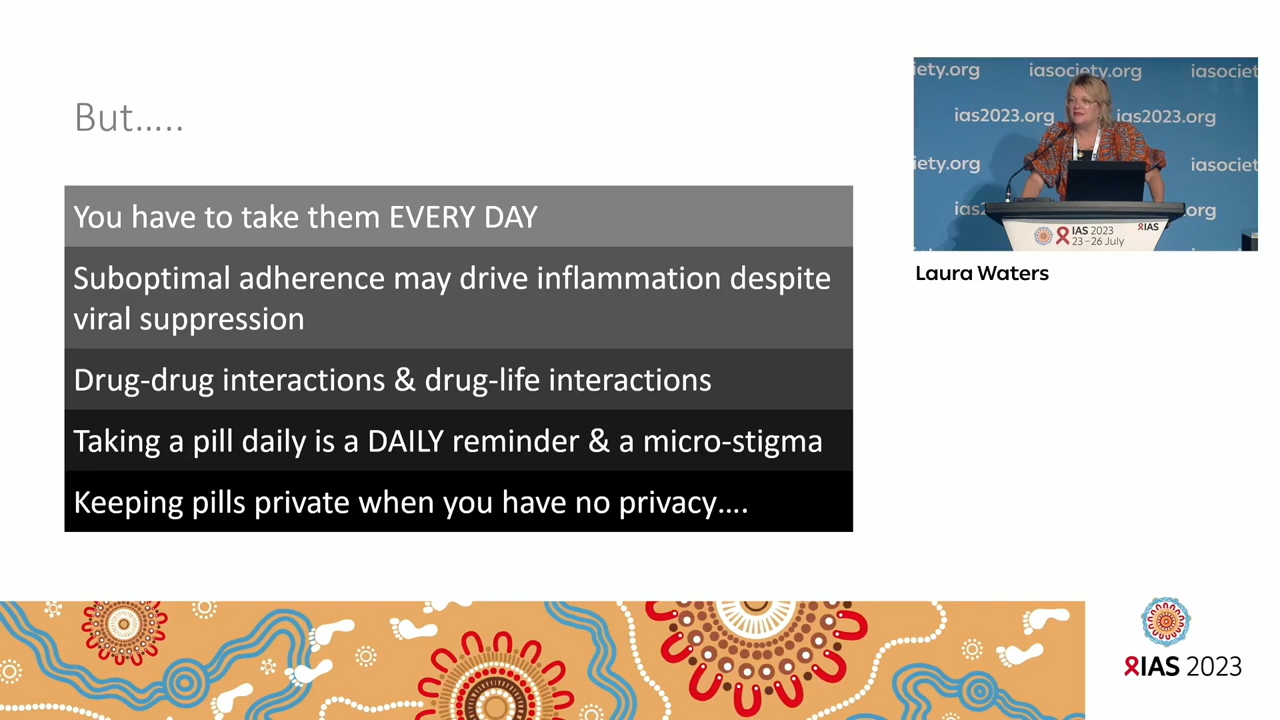 But.....
You have to take them EVERY DAY
Suboptimal adherence may drive inflammation despite
viral suppression
Drug-drug interactions & drug-life interactions
Taking a pill daily is a DAILY reminder & a micro-stigma
Keeping pills private when you have no privacy....
iety.org iasociety.org iasociet
ias2023.org ias2023.org
iety.org iasociet
ias .org
IAS 2023
23–26 July
IAS
Laura Waters
IAS 2023